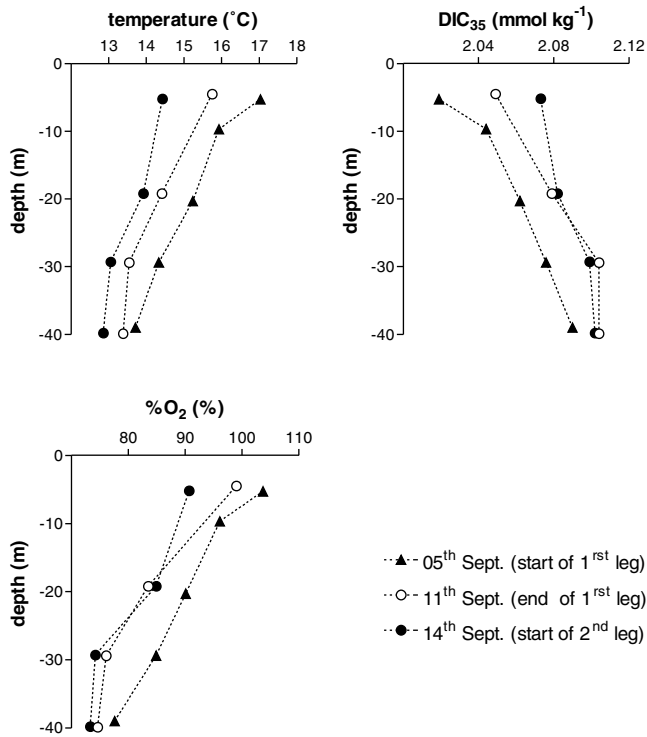 temperature (˚C)
13 14 15 16 17 18
0
-10
-20
-30
-40
depth (m)
DIC35 (mmol kg-1)
2.04 2.08 2.12
0
-10
-20
-30
-40
depth (m)
%O2 (%)
80 90 100 110
0
-10
-20
-30
-40
depth (m)
05th Sept. (start of 1rst leg)
11th Sept. (end of 1rst leg)
14th Sept. (start of 2nd leg)